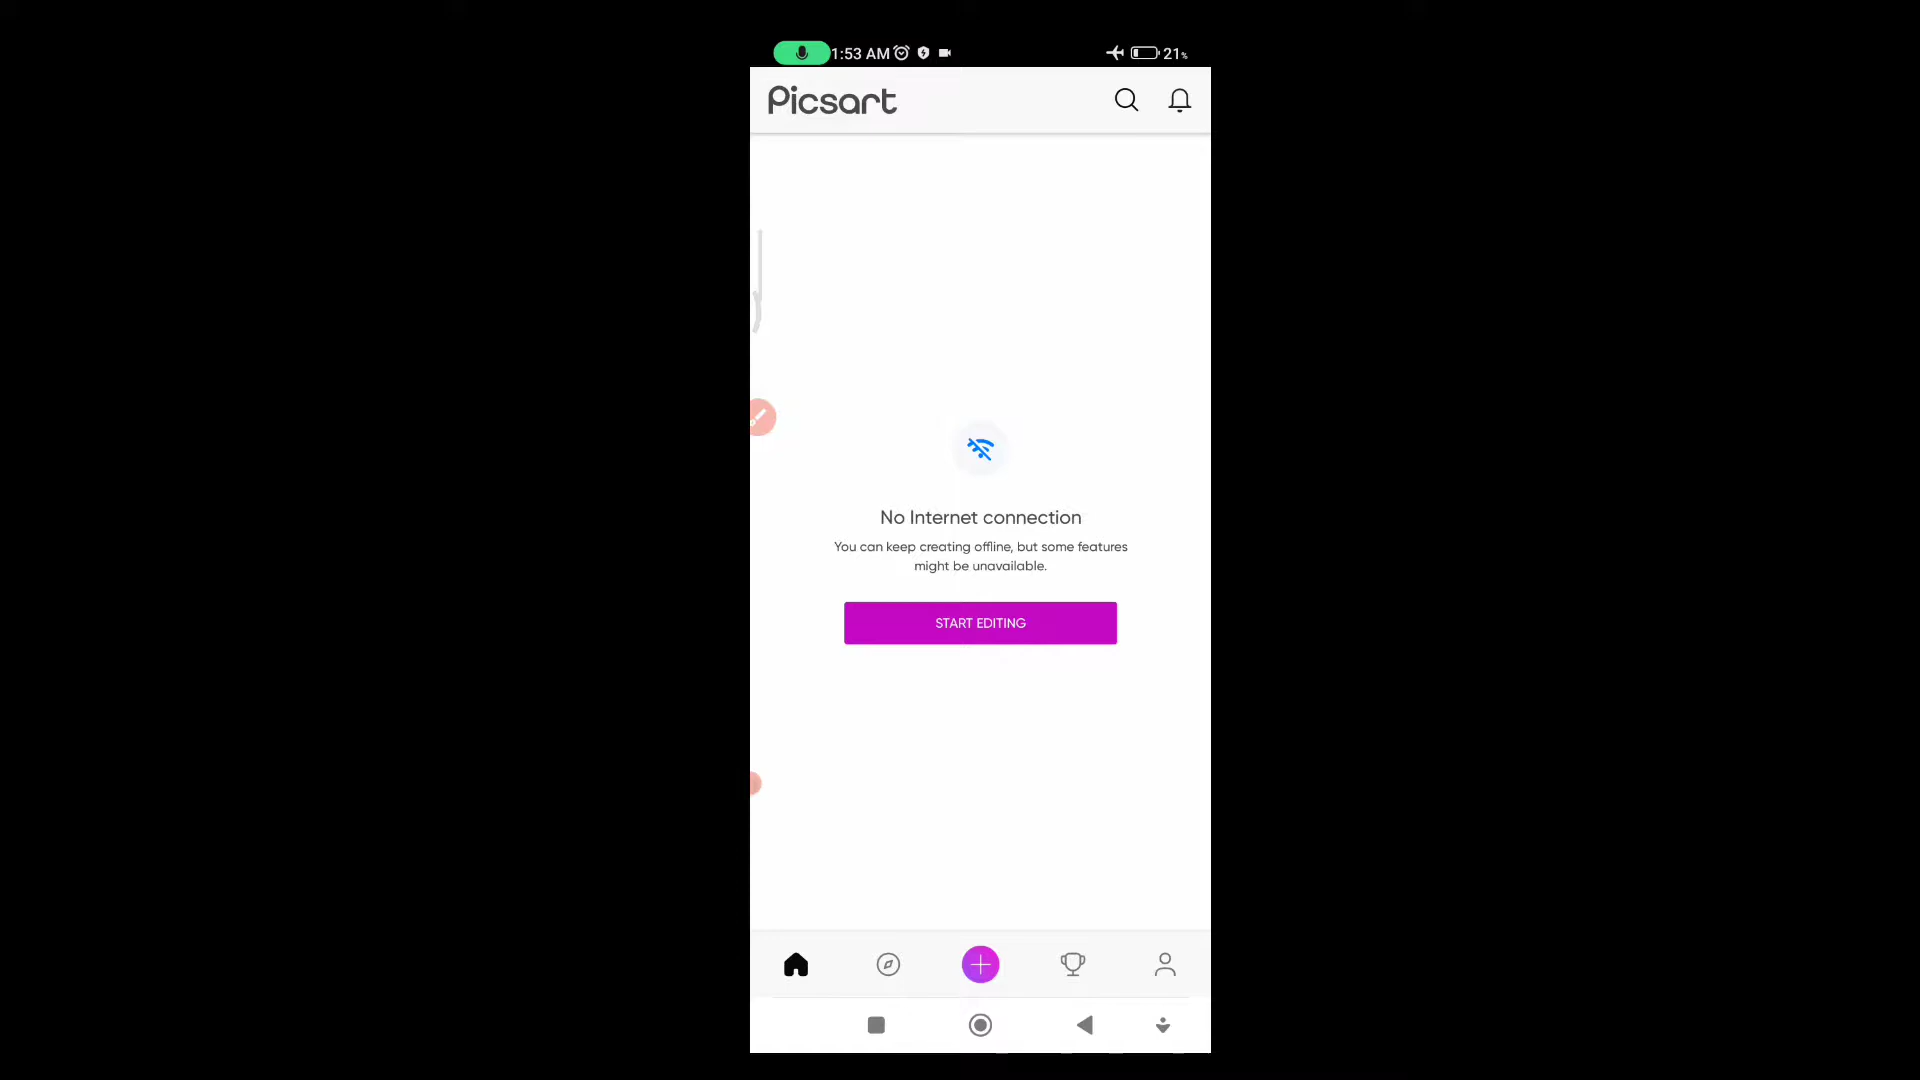 1:53 AM 21%
Picsart
No Internet connection
You can keep creating offline, but some features
might be unavailable.
START EDITING